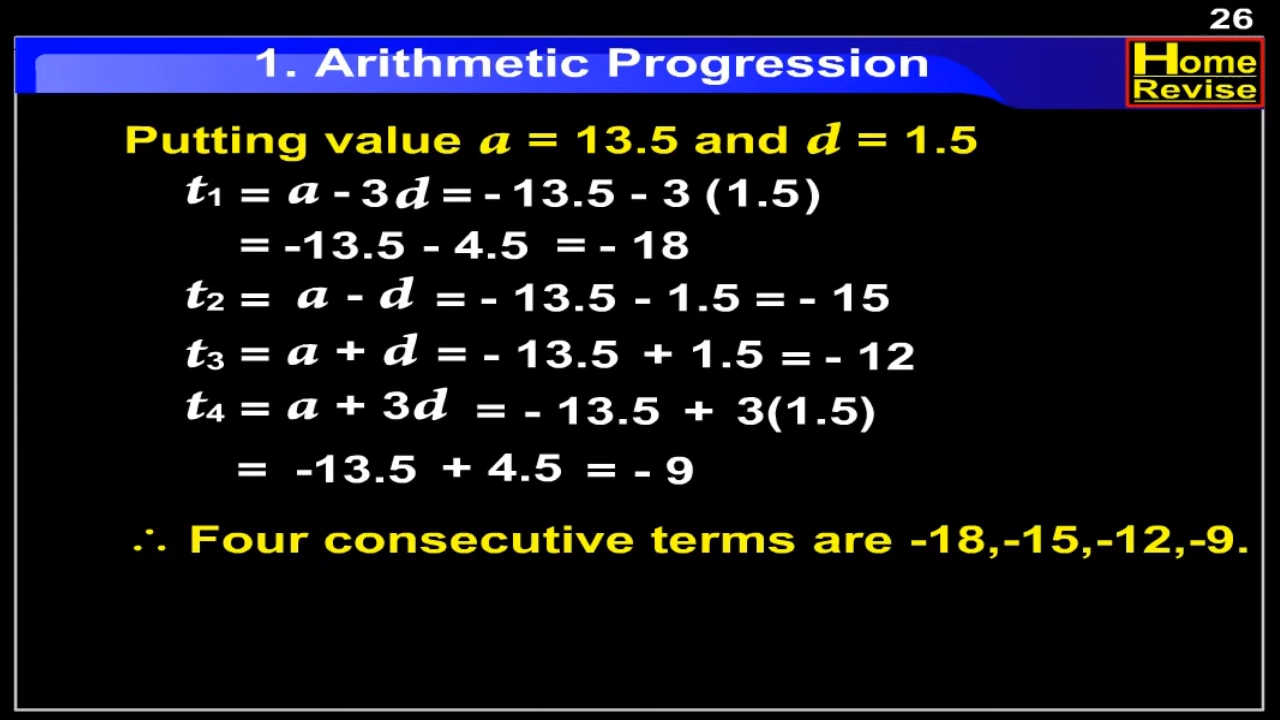 26
1. Arithmetic Progression
Home
Revise
Putting value a = 13.5 and d = 1.5
t₁ = a - 3d = - 13.5 - 3 (1.5)
= -13.5 - 4.5 = - 18
t₂ = a - d = - 13.5 - 1.5 = - 15
t₃ = a + d = - 13.5 + 1.5 = - 12
t₄ = a + 3d = - 13.5 + 3(1.5)
= -13.5 + 4.5 = - 9
∴ Four consecutive terms are -18,-15,-12,-9.